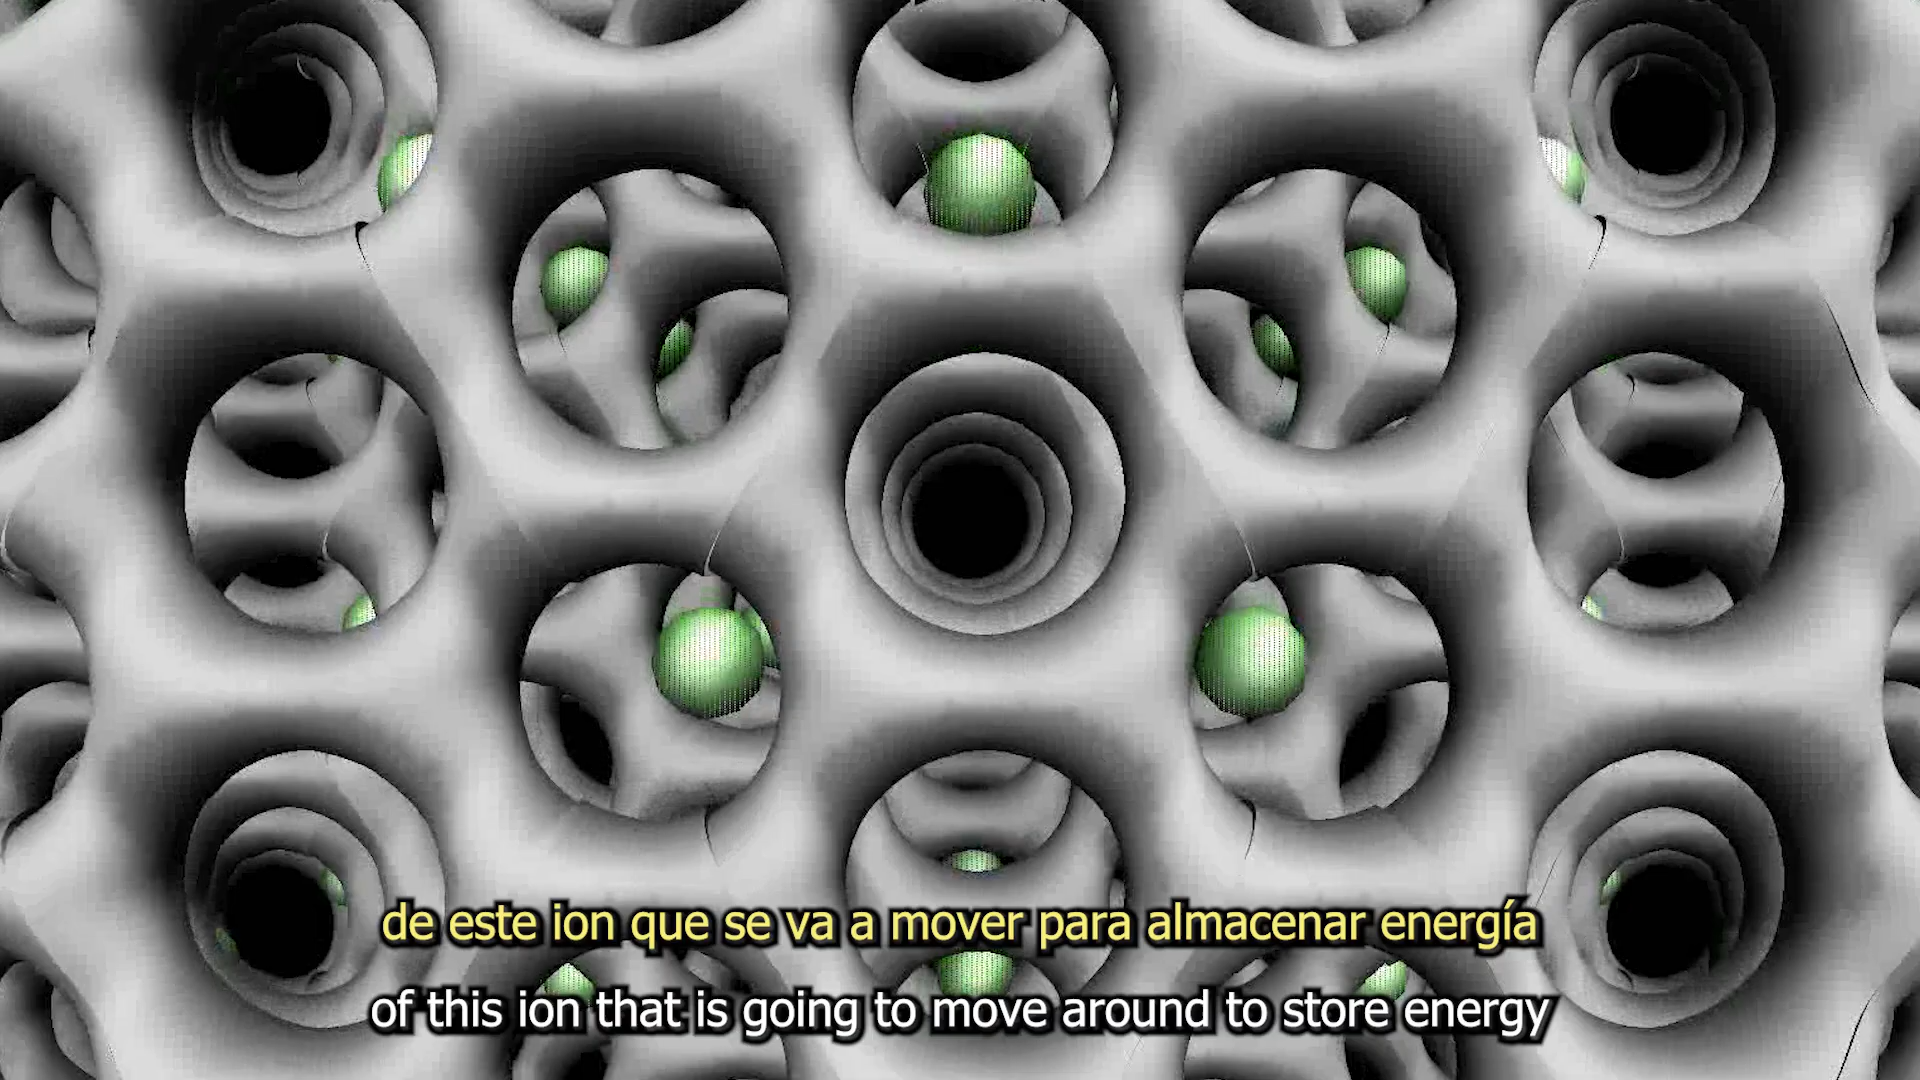 de este ion que se va a mover para almacenar energía
of this ion that is going to move around to store energy